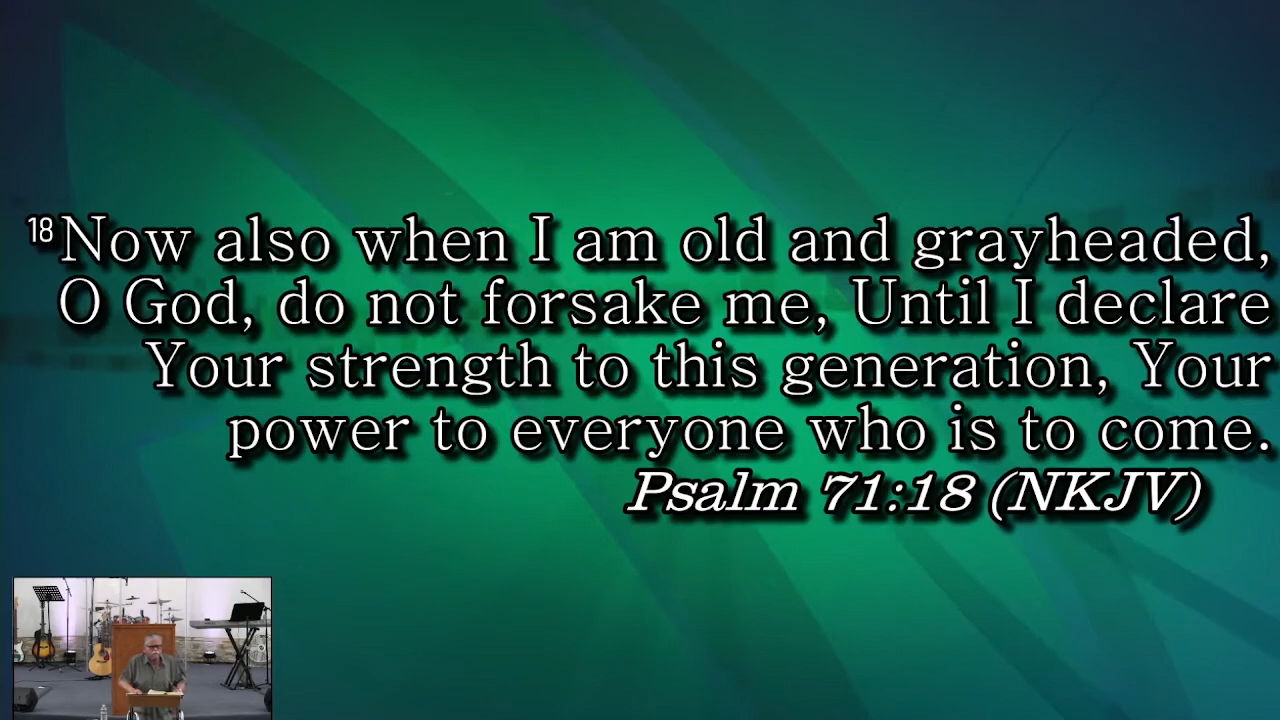 18Now also when I am old and grayheaded,
O God, do not forsake me, Until I declare
Your strength to this generation, Your
power to everyone who is to come.
Psalm 71:18 (NKJV)